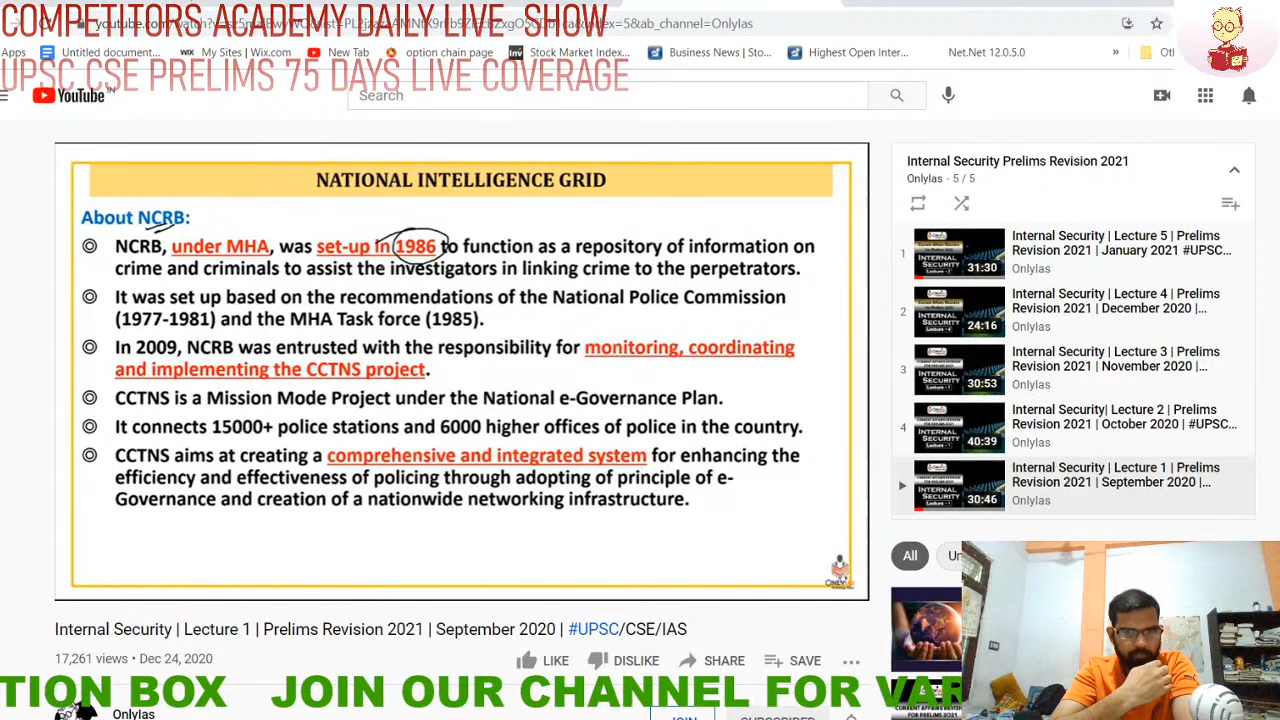 COMPETITORS ACADEMY DAILY LIVE SHOW
UPSC CSE PRELIMS 75 DAYS LIVE COVERAGE
Apps
Untitled document...
My Sites | Wix.com
New Tab
option chain page
Stock Market Index...
Business News | Sto...
Highest Open Inter...
Net.Net 12.0.5.0
YouTube
Search
NATIONAL INTELLIGENCE GRID
About NCRB:
NCRB, under MHA, was set-up in 1986 to function as a repository of information on
crime and criminals to assist the investigators in linking crime to the perpetrators.
It was set up based on the recommendations of the National Police Commission
(1977-1981) and the MHA Task force (1985).
In 2009, NCRB was entrusted with the responsibility for monitoring, coordinating
and implementing the CCTNS project.
CCTNS is a Mission Mode Project under the National e-Governance Plan.
It connects 15000+ police stations and 6000 higher offices of police in the country.
CCTNS aims at creating a comprehensive and integrated system for enhancing the
efficiency and effectiveness of policing through adopting of principle of e-
Governance and creation of a nationwide networking infrastructure.
Internal Security | Lecture 1 | Prelims Revision 2021 | September 2020 | #UPSC/CSE/IAS
17,261 views • Dec 24, 2020
LIKE
DISLIKE
SHARE
SAVE
Internal Security Prelims Revision 2021
Onlylas - 5 / 5
1
31:30
Internal Security | Lecture 5 | Prelims
Revision 2021 | January 2021 #UPSC...
Onlylas
2
24:16
Internal Security | Lecture 4 | Prelims
Revision 2021 | December 2020 |...
Onlylas
3
30:53
Internal Security | Lecture 3 | Prelims
Revision 2021 | November 2020 |...
Onlylas
4
40:39
Internal Security| Lecture 2 | Prelims
Revision 2021 | October 2020 | #UPSC...
Onlylas
30:46
Internal Security | Lecture 1 | Prelims
Revision 2021 | September 2020 |...
Onlylas
All
TION BOX JOIN OUR CHANNEL FOR VAR
Onlylas